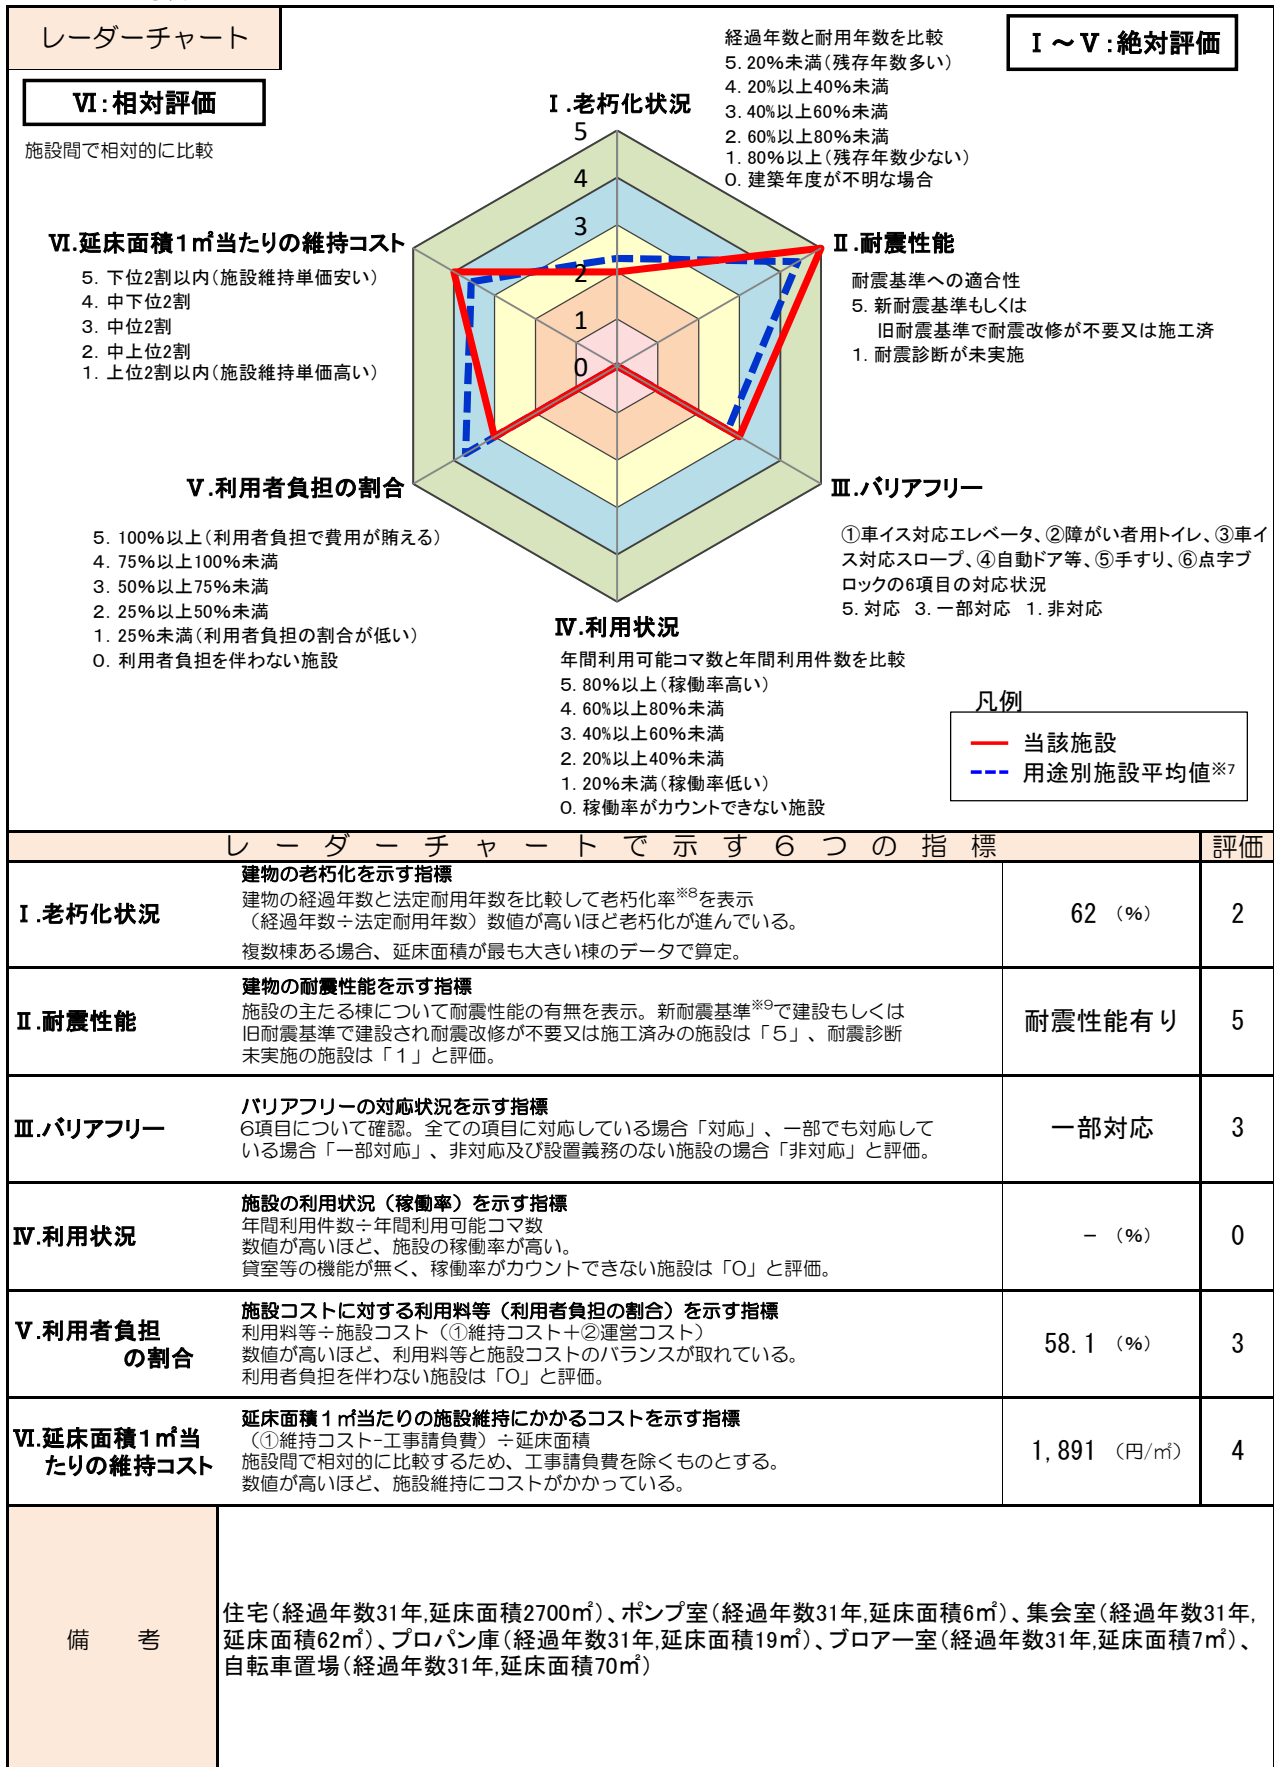 レーダーチャート
Ⅵ：相対評価
施設間で相対的に比較
Ⅰ～Ⅴ：絶対評価
経過年数と耐用年数を比較
5. 20%未満（残存年数多い）
4. 20%以上40%未満
3. 40%以上60%未満
2. 60%以上80%未満
1. 80%以上（残存年数少ない）
0. 建築年度が不明な場合
Ⅰ.老朽化状況
5
4
3
2
1
0
Ⅱ.耐震性能
耐震基準への適合性
5. 新耐震基準もしくは
旧耐震基準で耐震改修が不要又は施工済
1. 耐震診断が未実施
Ⅵ.延床面積1㎡当たりの維持コスト
5. 下位2割以内（施設維持単価安い）
4. 中下位2割
3. 中位2割
2. 中上位2割
1. 上位2割以内（施設維持単価高い）
Ⅴ.利用者負担の割合
5. 100%以上（利用者負担で費用が賄える）
4. 75%以上100%未満
3. 50%以上75%未満
2. 25%以上50%未満
1. 25%未満（利用者負担の割合が低い）
0. 利用者負担を伴わない施設
Ⅲ.バリアフリー
①車イス対応エレベータ、②障がい者用トイレ、③車イ
ス対応スロープ、④自動ドア等、⑤手すり、⑥点字ブ
ロックの6項目の対応状況
5. 対応 3. 一部対応 1. 非対応
Ⅳ.利用状況
年間利用可能コマ数と年間利用件数を比較
5. 80%以上（稼働率高い）
4. 60%以上80%未満
3. 40%以上60%未満
2. 20%以上40%未満
1. 20%未満（稼働率低い）
0. 稼働率がカウントできない施設
凡例
当該施設
用途別施設平均値※7
レーダーチャートで示す6つの指標 評価
Ⅰ.老朽化状況
建物の老朽化を示す指標
建物の経過年数と法定耐用年数を比較して老朽化率※8を表示
（経過年数÷法定耐用年数）数値が高いほど老朽化が進んでいる。
複数棟ある場合、延床面積が最も大きい棟のデータで算定。
62 （%） 2
Ⅱ.耐震性能
建物の耐震性能を示す指標
施設の主たる棟について耐震性能の有無を表示。新耐震基準※9で建設もしくは
旧耐震基準で建設され耐震改修が不要又は施工済みの施設は「5」、耐震診断
未実施の施設は「1」と評価。
耐震性能有り 5
Ⅲ.バリアフリー
バリアフリーの対応状況を示す指標
6項目について確認。全ての項目に対応している場合「対応」、一部でも対応して
いる場合「一部対応」、非対応及び設置義務のない施設の場合「非対応」と評価。
一部対応 3
Ⅳ.利用状況
施設の利用状況（稼働率）を示す指標
年間利用件数÷年間利用可能コマ数
数値が高いほど、施設の稼働率が高い。
貸室等の機能が無く、稼働率がカウントできない施設は「0」と評価。
－ （%） 0
Ⅴ.利用者負担
の割合
施設コストに対する利用料等（利用者負担の割合）を示す指標
利用料等÷施設コスト（①維持コスト＋②運営コスト）
数値が高いほど、利用料等と施設コストのバランスが取れている。
利用者負担を伴わない施設は「0」と評価。
58.1 （%） 3
Ⅵ.延床面積1㎡当
たりの維持コスト
延床面積１㎡当たりの施設維持にかかるコストを示す指標
（①維持コスト-工事請負費）÷延床面積
施設間で相対的に比較するため、工事請負費を除くものとする。
数値が高いほど、施設維持にコストがかかっている。
1,891 （円/㎡） 4
備 考
住宅（経過年数31年,延床面積2700㎡）、ポンプ室（経過年数31年,延床面積6㎡）、集会室（経過年数31年,
延床面積62㎡）、プロパン庫（経過年数31年,延床面積19㎡）、ブロアー室（経過年数31年,延床面積7㎡）、
自転車置場（経過年数31年,延床面積70㎡）